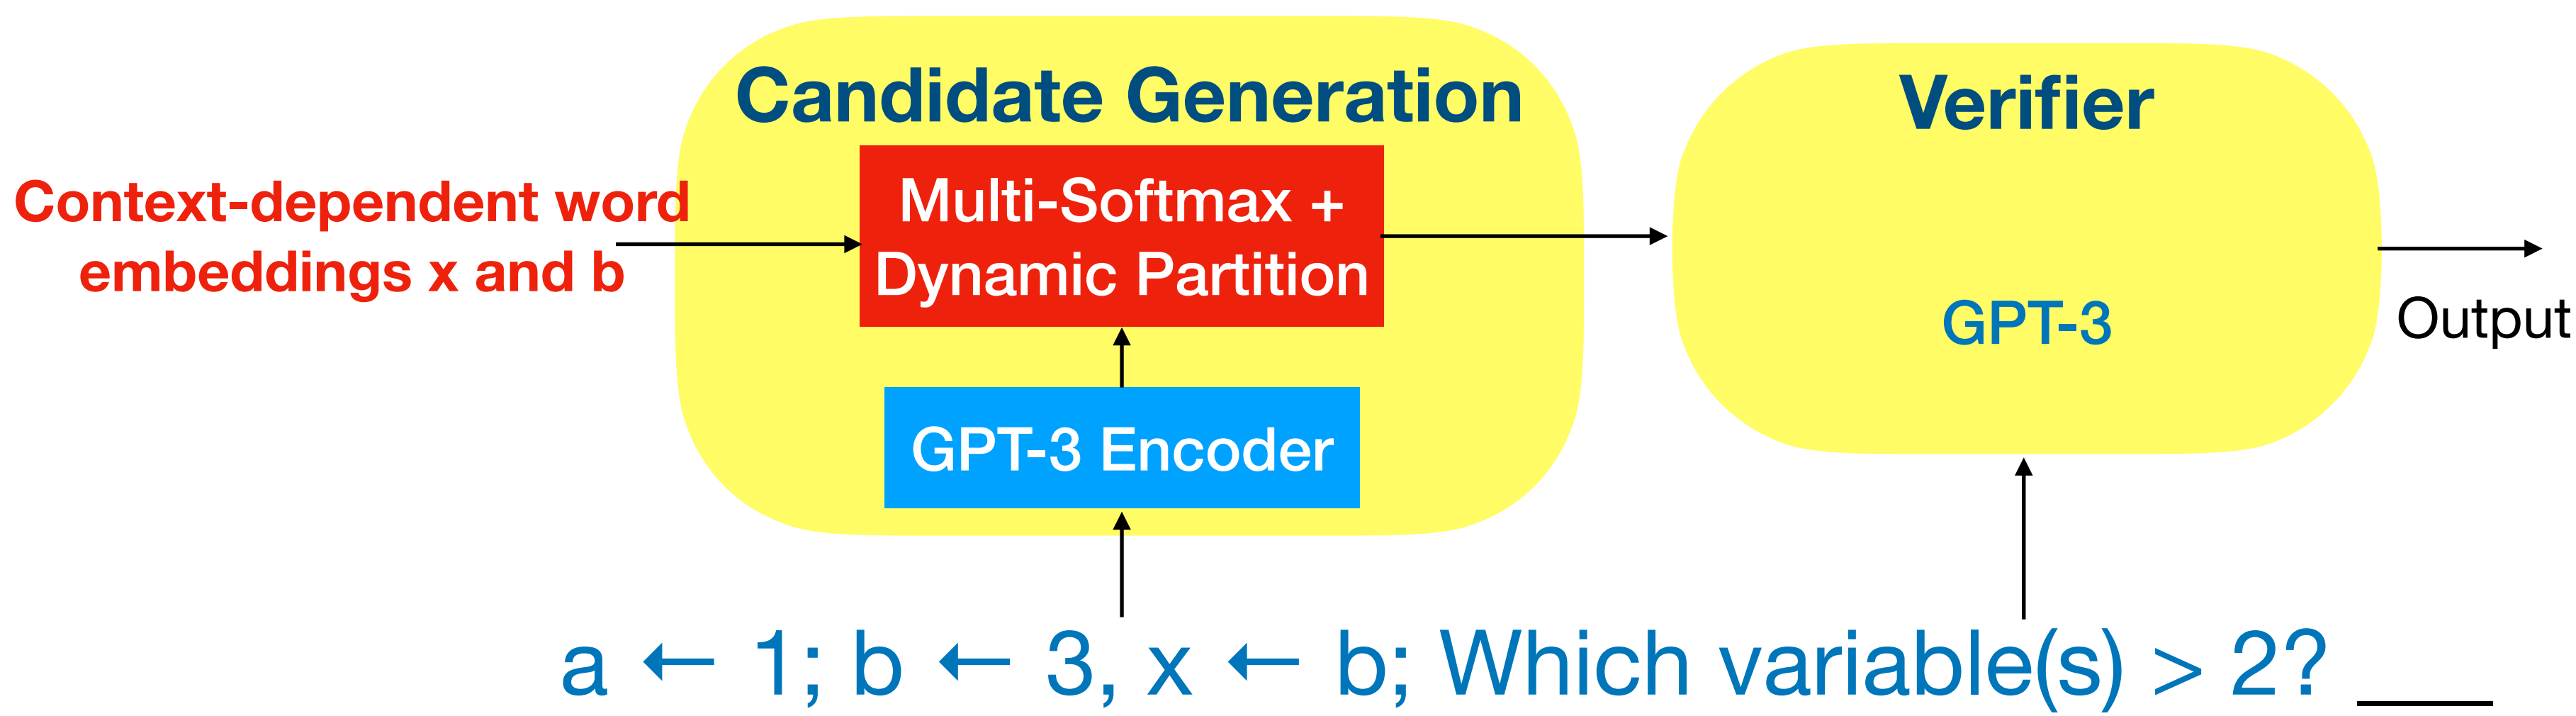 Candidate Generation
Verifier
Context-dependent word
embeddings x and b
Multi-Softmax +
Dynamic Partition
GPT-3
Output
GPT-3 Encoder
a ← 1; b ← 3, x ← b; Which variable(s) > 2? ____